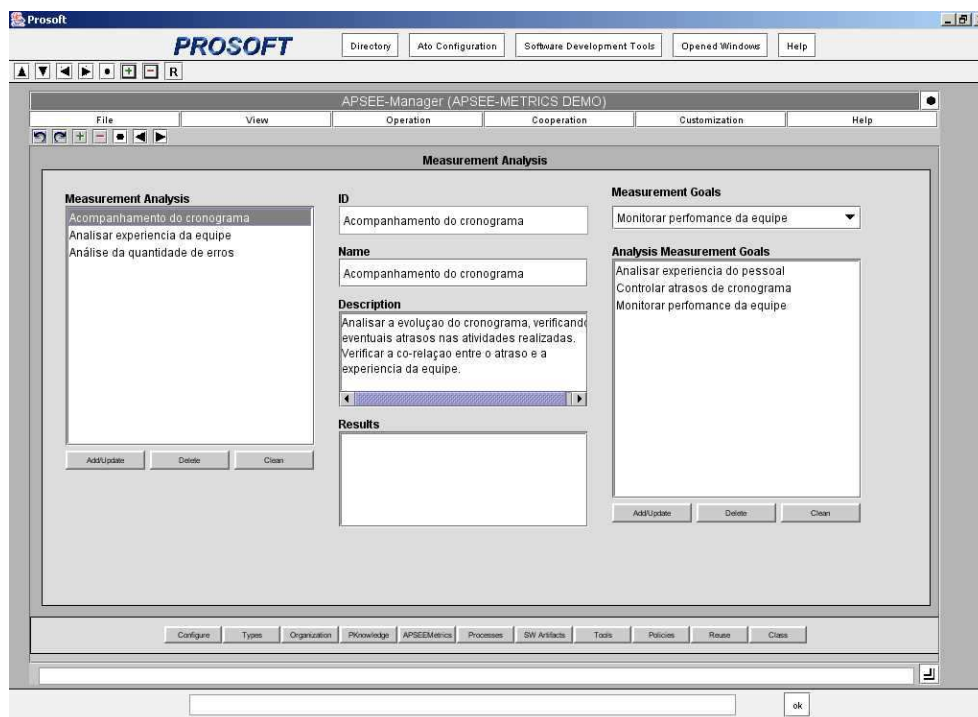 Prosoft
PROSOFT
Directory
Ato Configuration
Software Development Tools
Opened Windows
Help
R
APSEE-Manager (APSEE-METRICS DEMO)
File
View
Operation
Cooperation
Customization
Help
Measurement Analysis
Measurement Analysis
Acompanhamento do cronograma
Analisar experiencia da equipe
Análise da quantidade de erros
Add/Update
Delete
Clean
ID
Acompanhamento do cronograma
Name
Acompanhamento do cronograma
Description
Analisar a evoluçao do cronograma, verificando
eventuais atrasos nas atividades realizadas.
Verificar a co-relaçao entre o atraso e a
experiencia da equipe.
Results
Measurement Goals
Monitorar perfomance da equipe
Analysis Measurement Goals
Analisar experiencia do pessoal
Controlar atrasos de cronograma
Monitorar perfomance da equipe
Add/Update
Delete
Clean
Configure
Types
Organization
PKnowledge
APSEEMetrics
Processes
SW Artifacts
Tools
Policies
Reuse
Class
ok